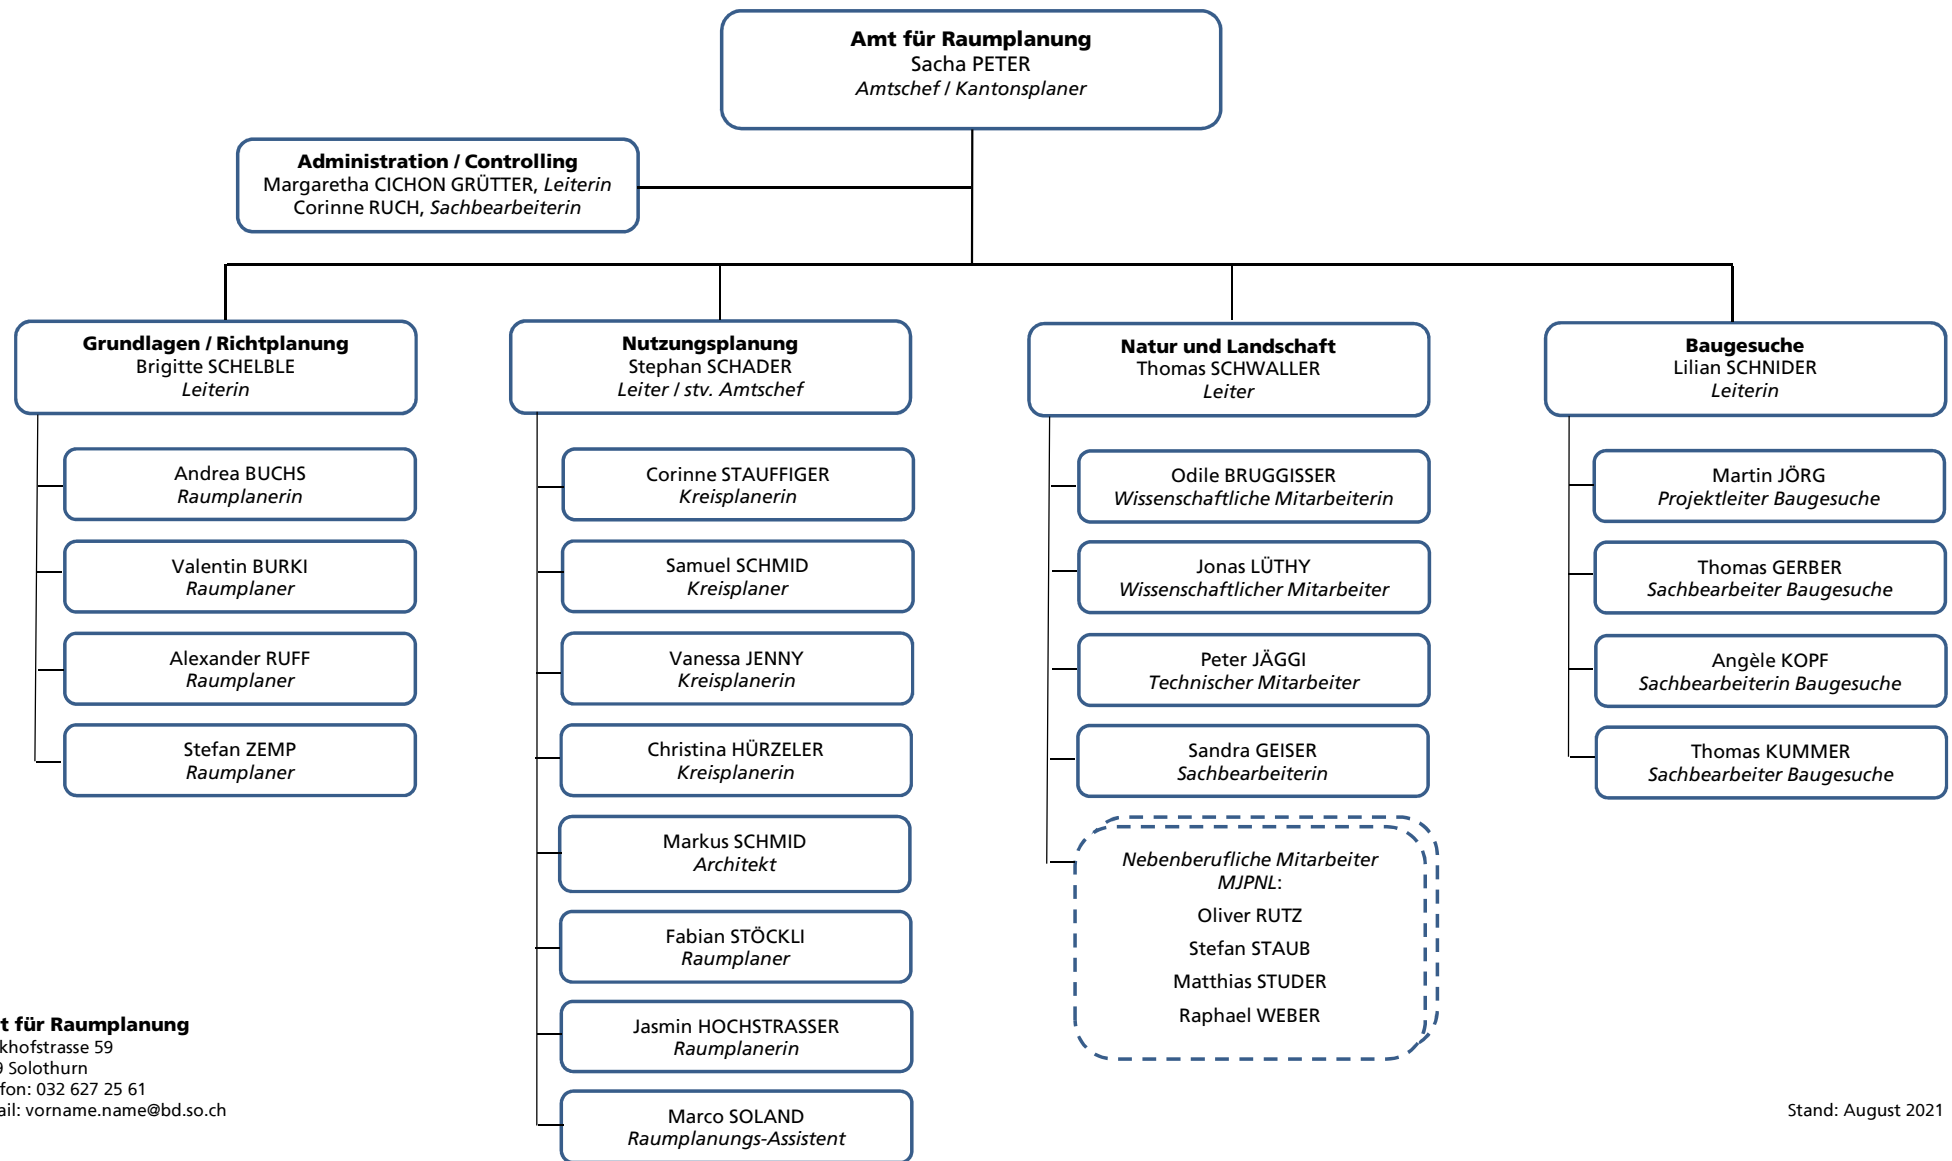 Amt für Raumplanung
Sacha PETER
Amtschef / Kantonsplaner
Administration / Controlling
Margaretha CICHON GRÜTTER, Leiterin
Corinne RUCH, Sachbearbeiterin
Grundlagen / Richtplanung
Brigitte SCHELBLE
Leiterin
Andrea BUCHS
Raumplanerin
Valentin BURKI
Raumplaner
Alexander RUFF
Raumplaner
Stefan ZEMP
Raumplaner
Nutzungsplanung
Stephan SCHADER
Leiter / stv. Amtschef
Corinne STAUFFIGER
Kreisplanerin
Samuel SCHMID
Kreisplaner
Vanessa JENNY
Kreisplanerin
Christina HÜRZELER
Kreisplanerin
Markus SCHMID
Architekt
Fabian STÖCKLI
Raumplaner
Jasmin HOCHSTRASSER
Raumplanerin
Marco SOLAND
Raumplanungs-Assistent
Natur und Landschaft
Thomas SCHWALLER
Leiter
Odile BRUGGISSER
Wissenschaftliche Mitarbeiterin
Jonas LÜTHY
Wissenschaftlicher Mitarbeiter
Peter JÄGGI
Technischer Mitarbeiter
Sandra GEISER
Sachbearbeiterin
Nebenberufliche Mitarbeiter
MJPNL:
Oliver RUTZ
Stefan STAUB
Matthias STUDER
Raphael WEBER
Baugesuche
Lilian SCHNIDER
Leiterin
Martin JÖRG
Projektleiter Baugesuche
Thomas GERBER
Sachbearbeiter Baugesuche
Angèle KOPF
Sachbearbeiterin Baugesuche
Thomas KUMMER
Sachbearbeiter Baugesuche
t für Raumplanung
khofstrasse 59
9 Solothurn
fon: 032 627 25 61
ail: vorname.name@bd.so.ch
Stand: August 2021